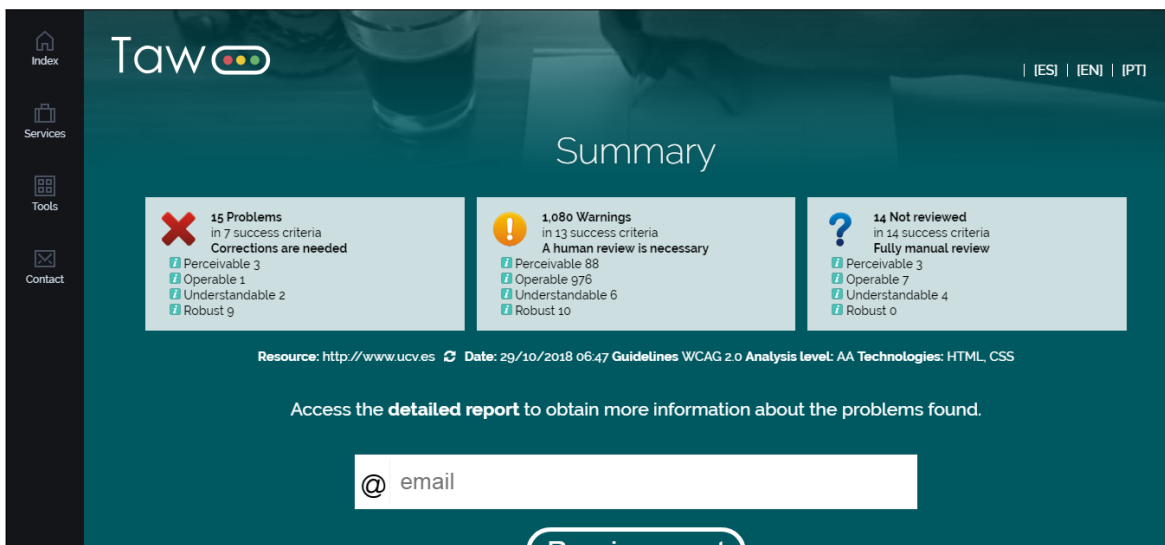 Index
Services
Tools
Contact
Taw
| [ES] | [EN] | [PT]
Summary
15 Problems
in 7 success criteria
Corrections are needed
Perceivable 3
Operable 1
Understandable 2
Robust 9
1,080 Warnings
in 13 success criteria
A human review is necessary
Perceivable 88
Operable 976
Understandable 6
Robust 10
14 Not reviewed
in 14 success criteria
Fully manual review
Perceivable 3
Operable 7
Understandable 4
Robust 0
Resource: http://www.ucv.es Date: 29/10/2018 06:47 Guidelines WCAG 2.0 Analysis level: AA Technologies: HTML, CSS
Access the detailed report to obtain more information about the problems found.
@ email